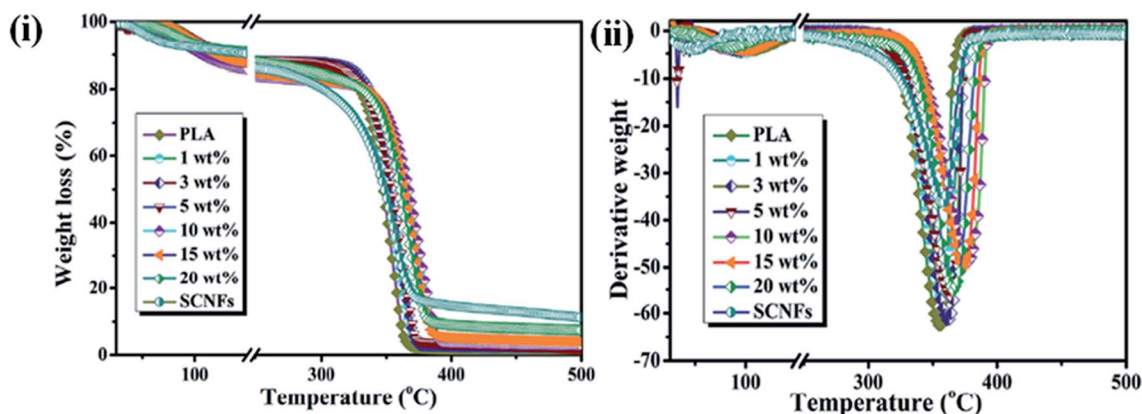 (i)
Weight loss (%)
100
80
60
40
20
0
PLA
1 wt%
3 wt%
5 wt%
10 wt%
15 wt%
20 wt%
SCNFs
100
300
400
500
Temperature (°C)
(ii)
Derivative weight
0
-10
-20
-30
-40
-50
-60
-70
PLA
1 wt%
3 wt%
5 wt%
10 wt%
15 wt%
20 wt%
SCNFs
100
300
400
500
Temperature (°C)